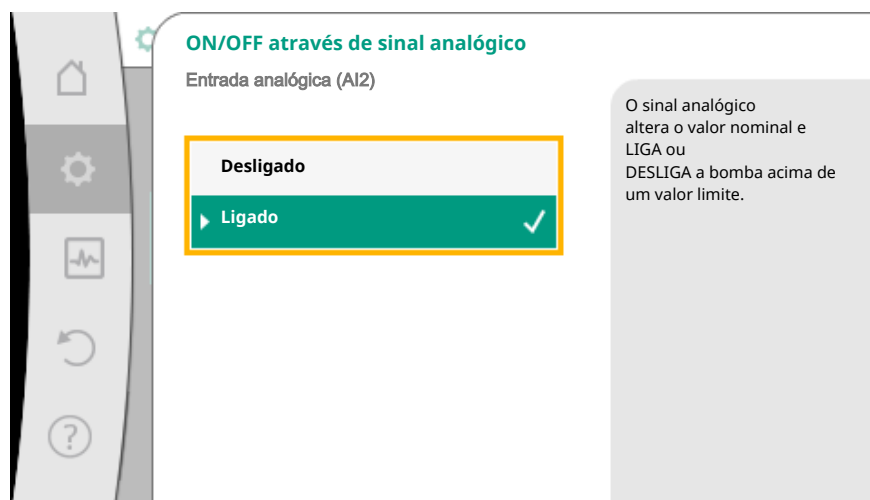 ON/OFF através de sinal analógico
Entrada analógica (AI2)
Desligado
Ligado
O sinal analógico
altera o valor nominal e
LIGA ou
DESLIGA a bomba acima de
um valor limite.
?